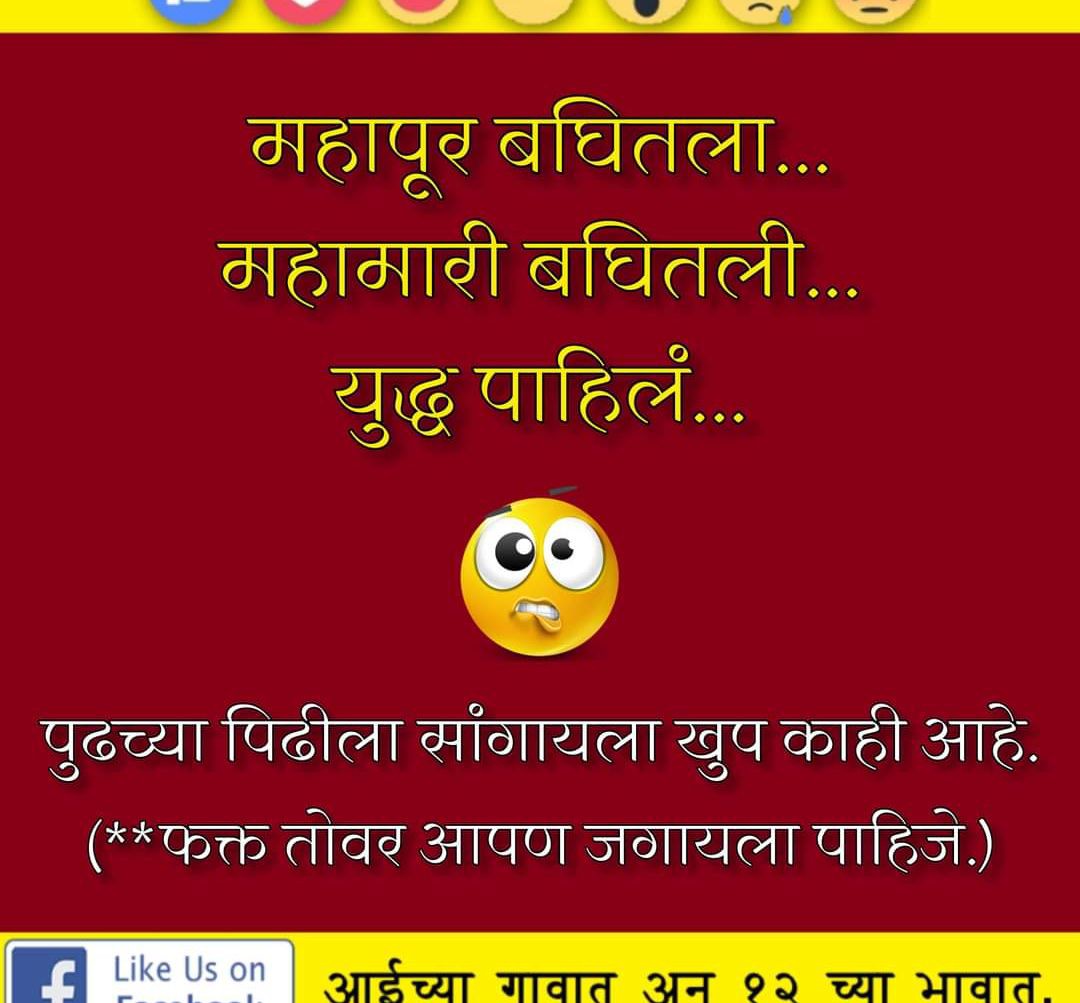 महापूर बघितला...
महामारी बघितली...
युद्ध पाहिलं...
पुढच्या पिढीला सांगायला खुप काही आहे.
(**फक्त तोवर आपण जगायला पाहिजे.)
f Like Us on
Facebook
आईच्या गावात अन १२ च्या भावात.